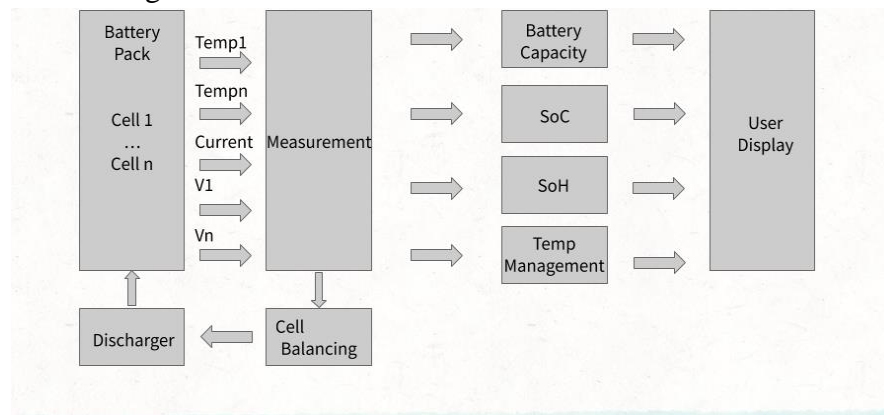 Battery
Pack
Cell 1
...
Cell n
Temp1
Tempn
Current
V1
Vn
Measurement
Battery
Capacity
SoC
SoH
Temp
Management
User
Display
Discharger
Cell
Balancing